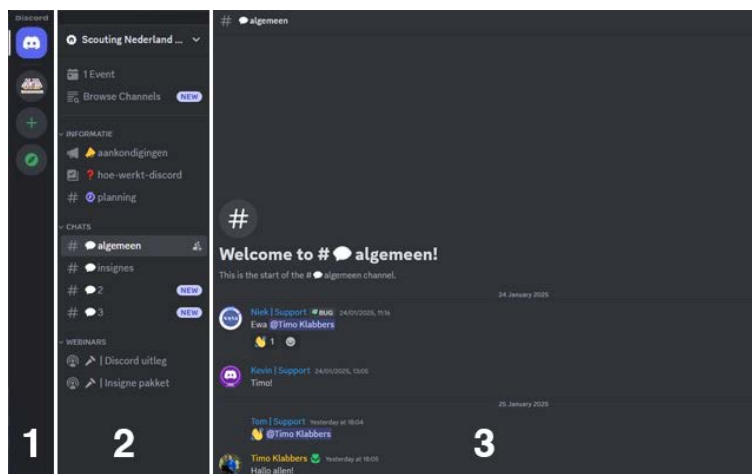 Discord
Scouting Nederland ...
1 Event
Browse Channels NEW
INFORMATIE
aankondigingen
hoe-werkt-discord
# planning
CHATS
# algemeen
# insignes
# 2 NEW
# 3 NEW
WEBINARS
| Discord uitleg
| Insigne pakket
# algemeen
#
Welcome to # algemeen!
This is the start of the # algemeen channel.
24 January 2025
Niek | Support BUG 24/01/2025, 11:16
Ewa @Timo Klabbers
1
Kevin | Support 24/01/2025, 13:05
Timo!
25 January 2025
Tom | Support Yesterday at 18:04
@Timo Klabbers
Timo Klabbers Yesterday at 18:05
Hallo allen!
1
2
3